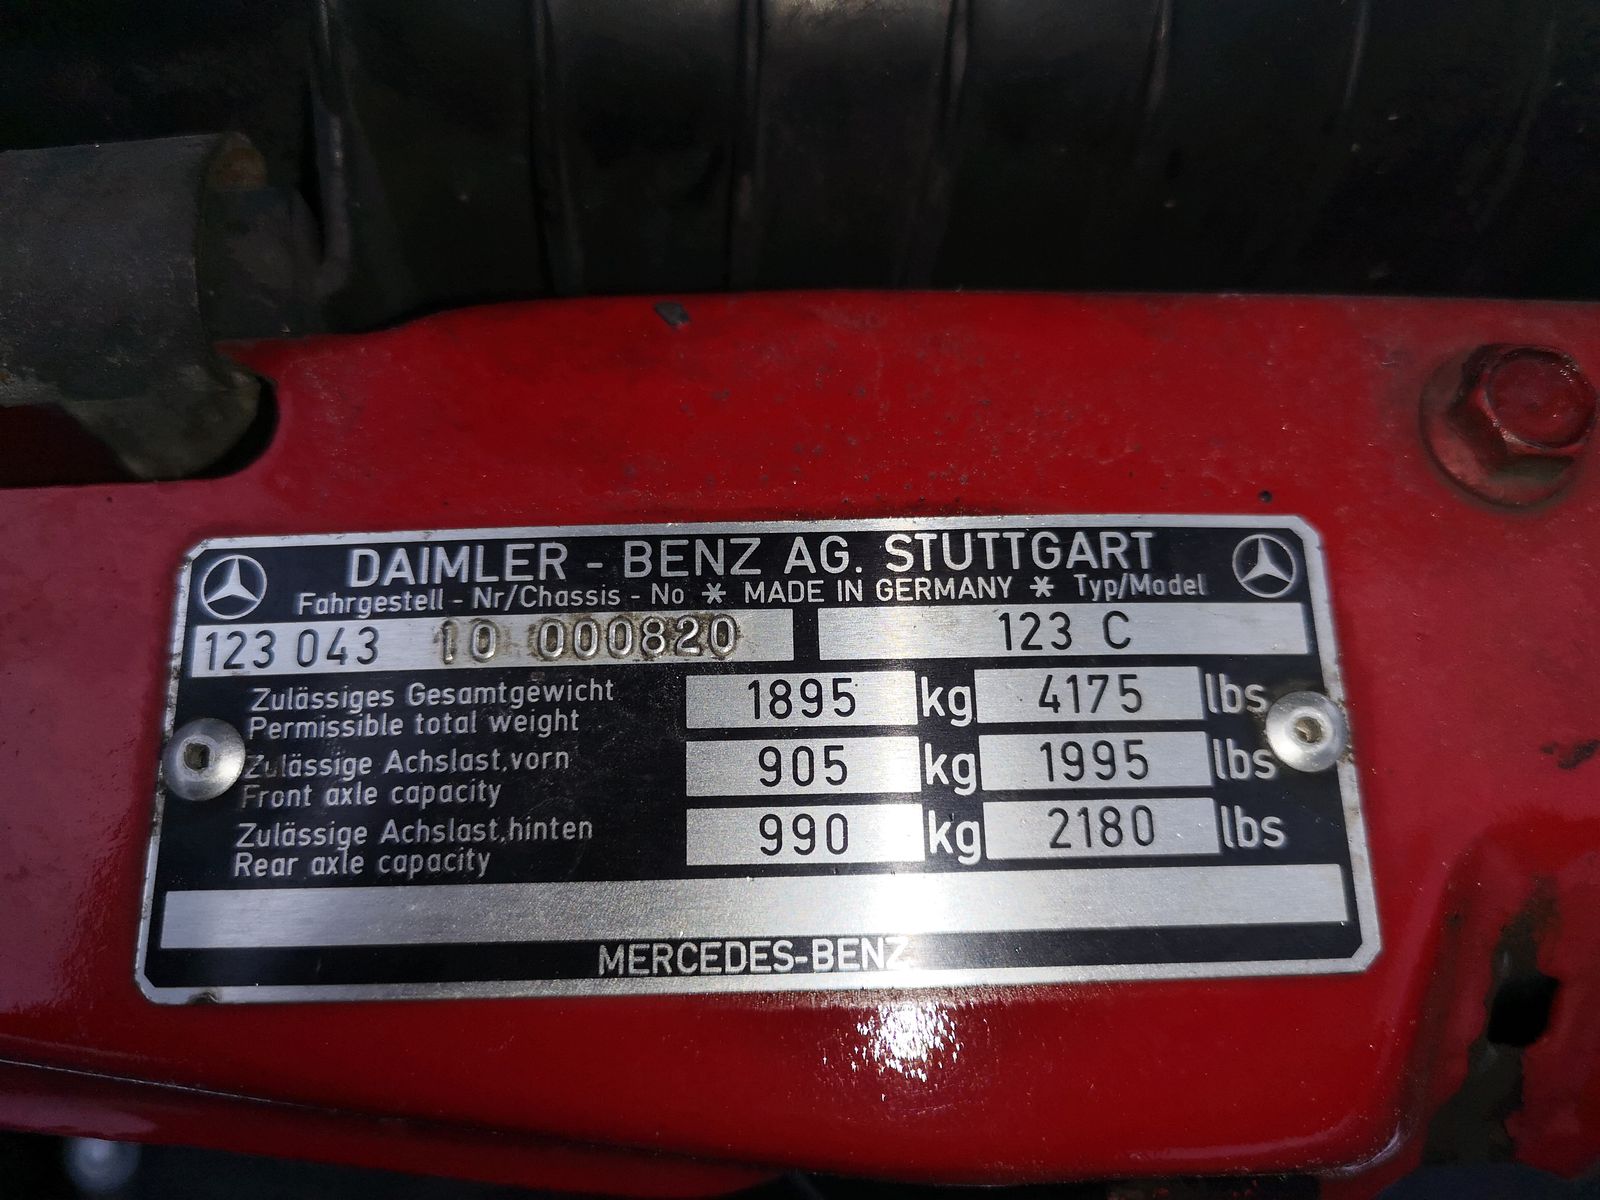 DAIMLER - BENZ AG. STUTTGART
Fahrgestell - Nr/Chassis - No * MADE IN GERMANY * Typ/Model
123 043 10 000820 123 C
Zulässiges Gesamtgewicht
Permissible total weight 1895 kg 4175 lbs
Zulässige Achslast, vorn
Front axle capacity 905 kg 1995 lbs
Zulässige Achslast, hinten
Rear axle capacity 990 kg 2180 lbs
MERCEDES-BENZ